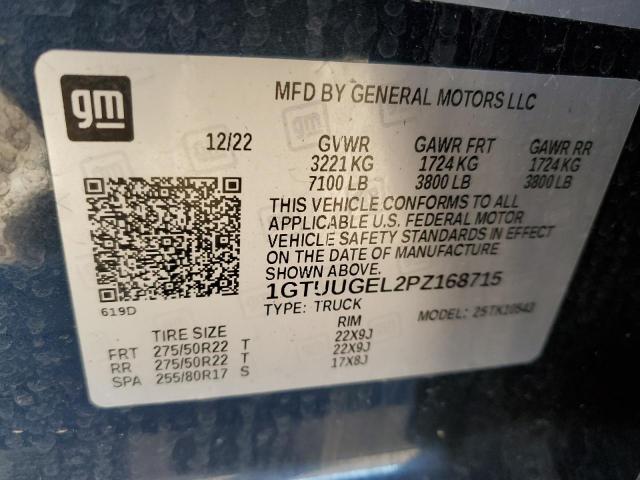 gm
MFD BY GENERAL MOTORS LLC
12/22 GVWR GAWR FRT GAWR RR
3221 KG 1724 KG 1724 KG
7100 LB 3800 LB 3800 LB
THIS VEHICLE CONFORMS TO ALL
APPLICABLE U.S. FEDERAL MOTOR
VEHICLE SAFETY STANDARDS IN EFFECT
ON THE DATE OF MANUFACTURE
SHOWN ABOVE.
1GTUUGEL2PZ168715
619D
TYPE: TRUCK MODEL: 2STK10543
TIRE SIZE RIM
FRT 275/50R22 T 22X9J
RR 275/50R22 T 22X9J
SPA 255/80R17 S 17X8J